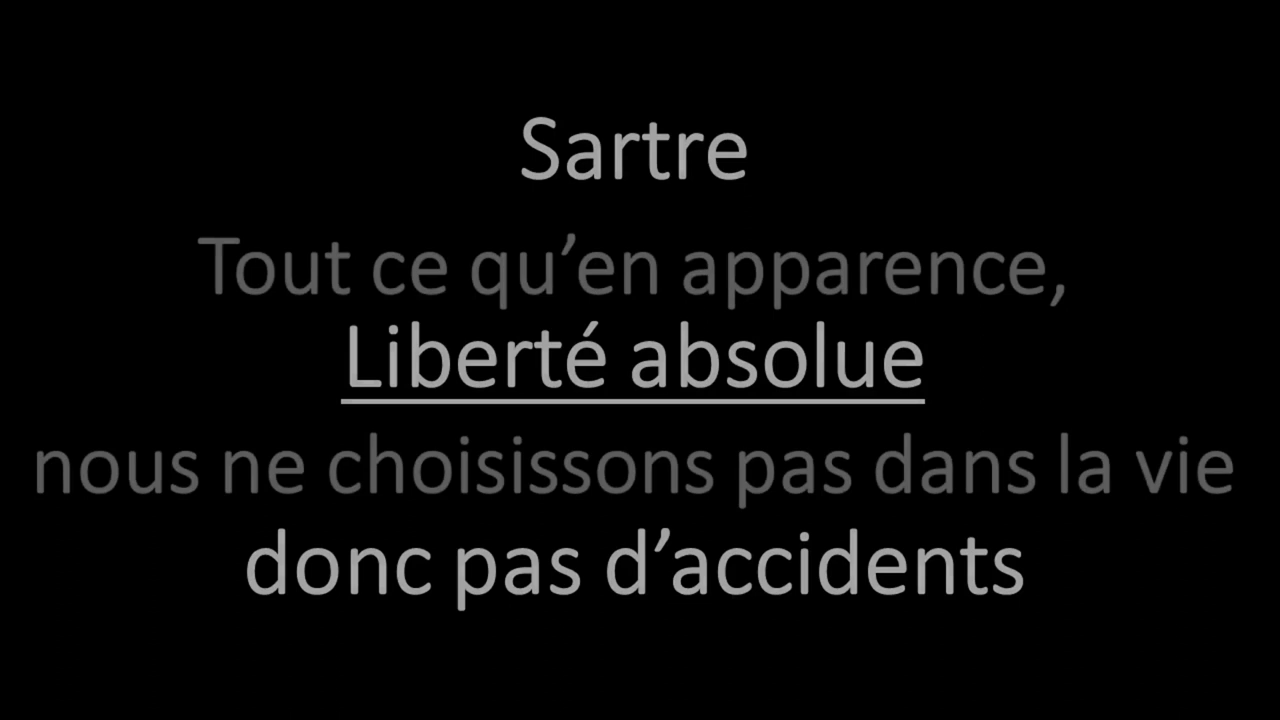 Sartre
Tout ce qu’en apparence,
Liberté absolue
nous ne choisissons pas dans la vie
donc pas d’accidents